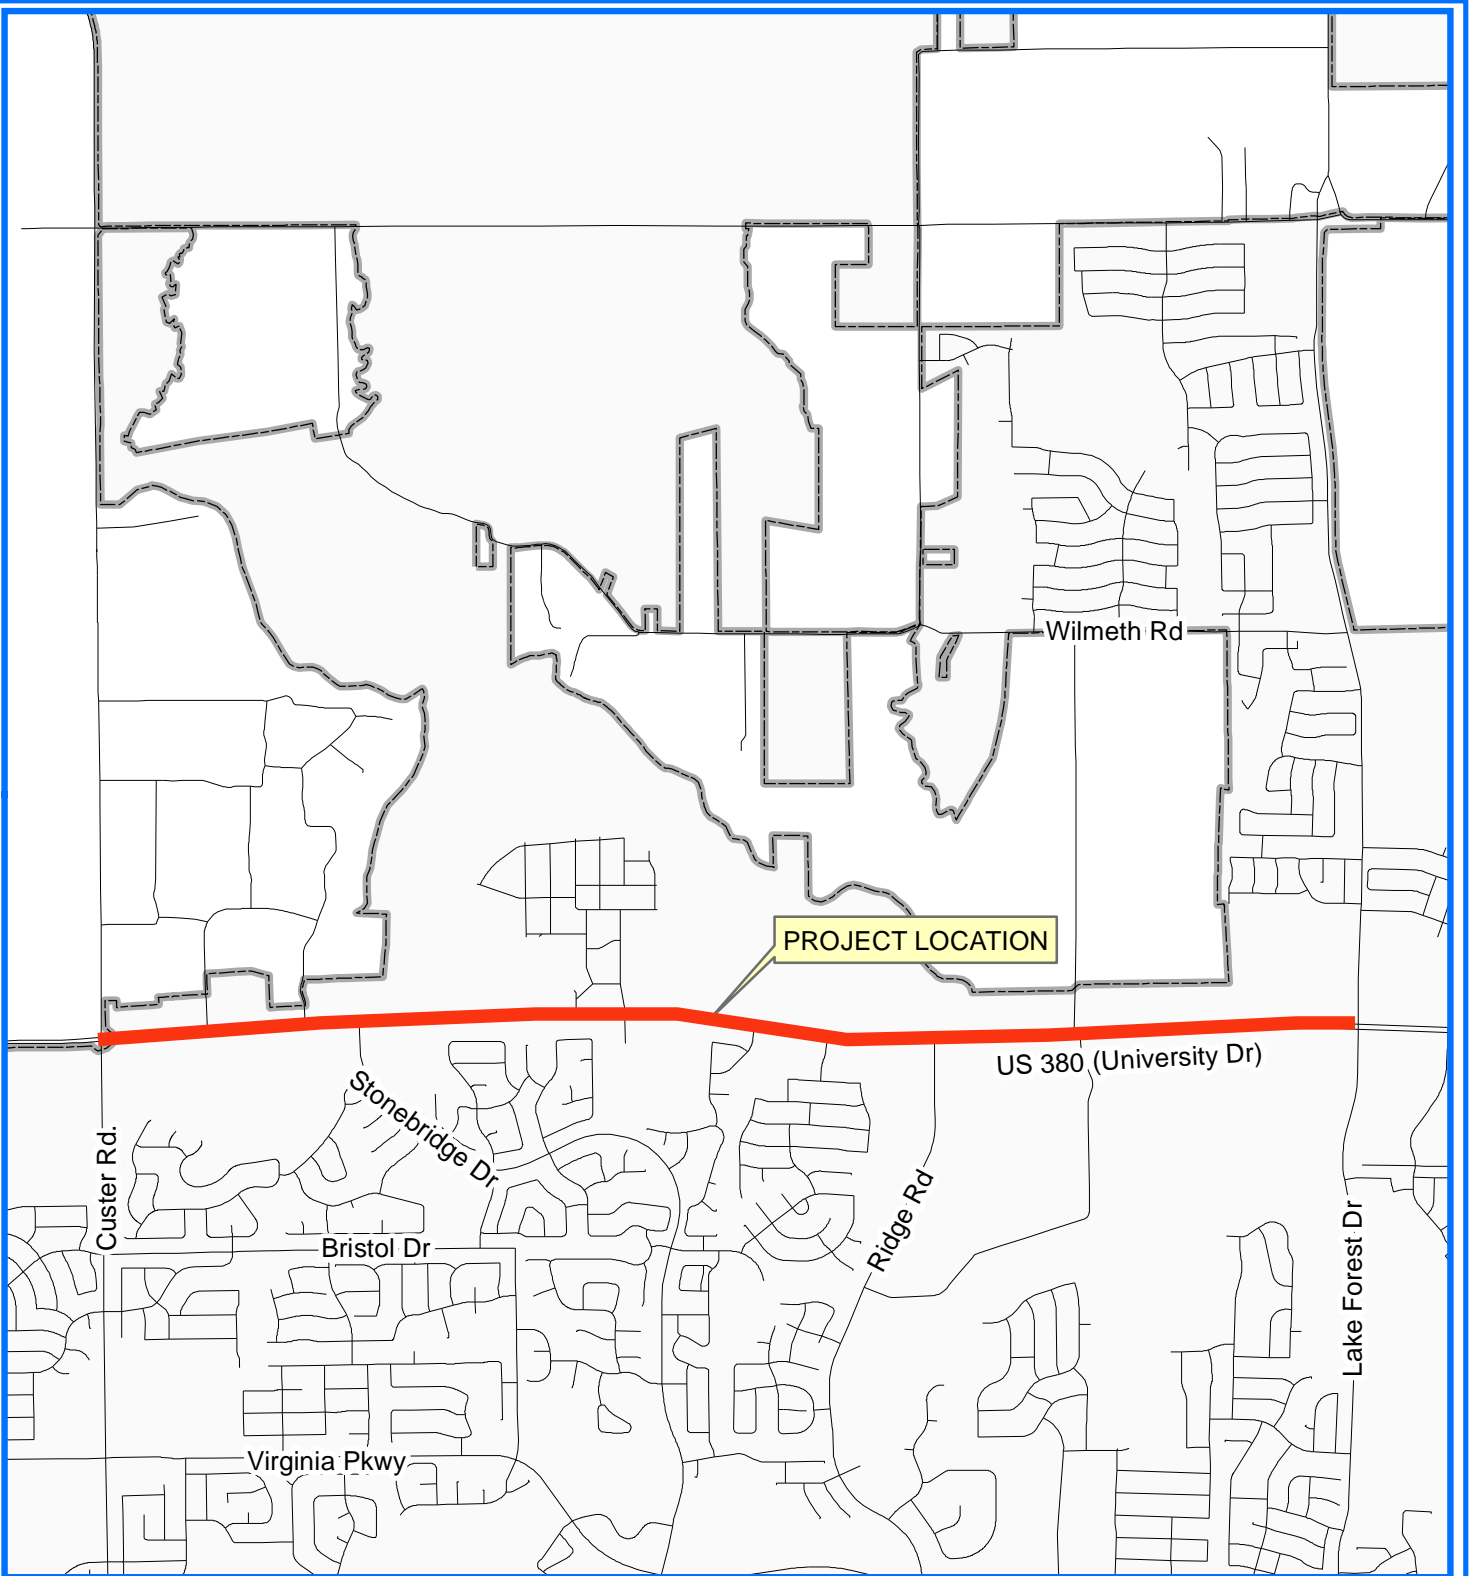 Wilmeth Rd
PROJECT LOCATION
US 380 (University Dr)
Stonebridge Dr
Custer Rd.
Ridge Rd
Bristol Dr
Lake Forest Dr
Virginia Pkwy